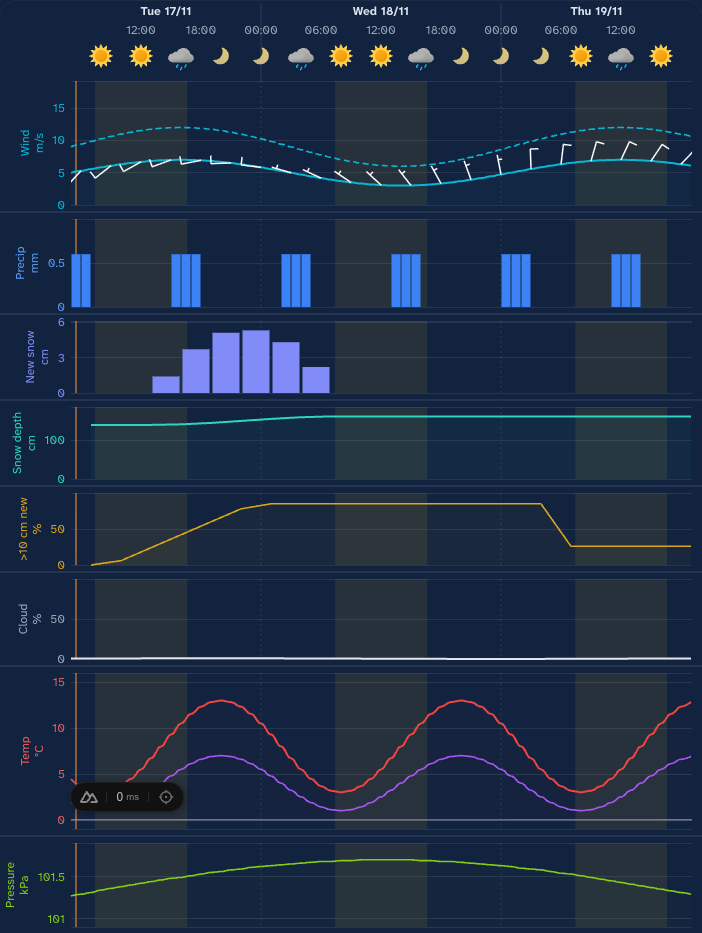 Tue 17/11
Wed 18/11
Thu 19/11
12:00
18:00
00:00
06:00
12:00
18:00
00:00
06:00
12:00
Wind
m/s
15
10
5
0
Precip
mm
0.5
0
New snow
cm
6
3
0
Snow depth
cm
100
0
>10 cm new
%
50
0
Cloud
%
50
0
Temp
°C
15
10
5
0
0 ms
Pressure
kPa
101.5
101